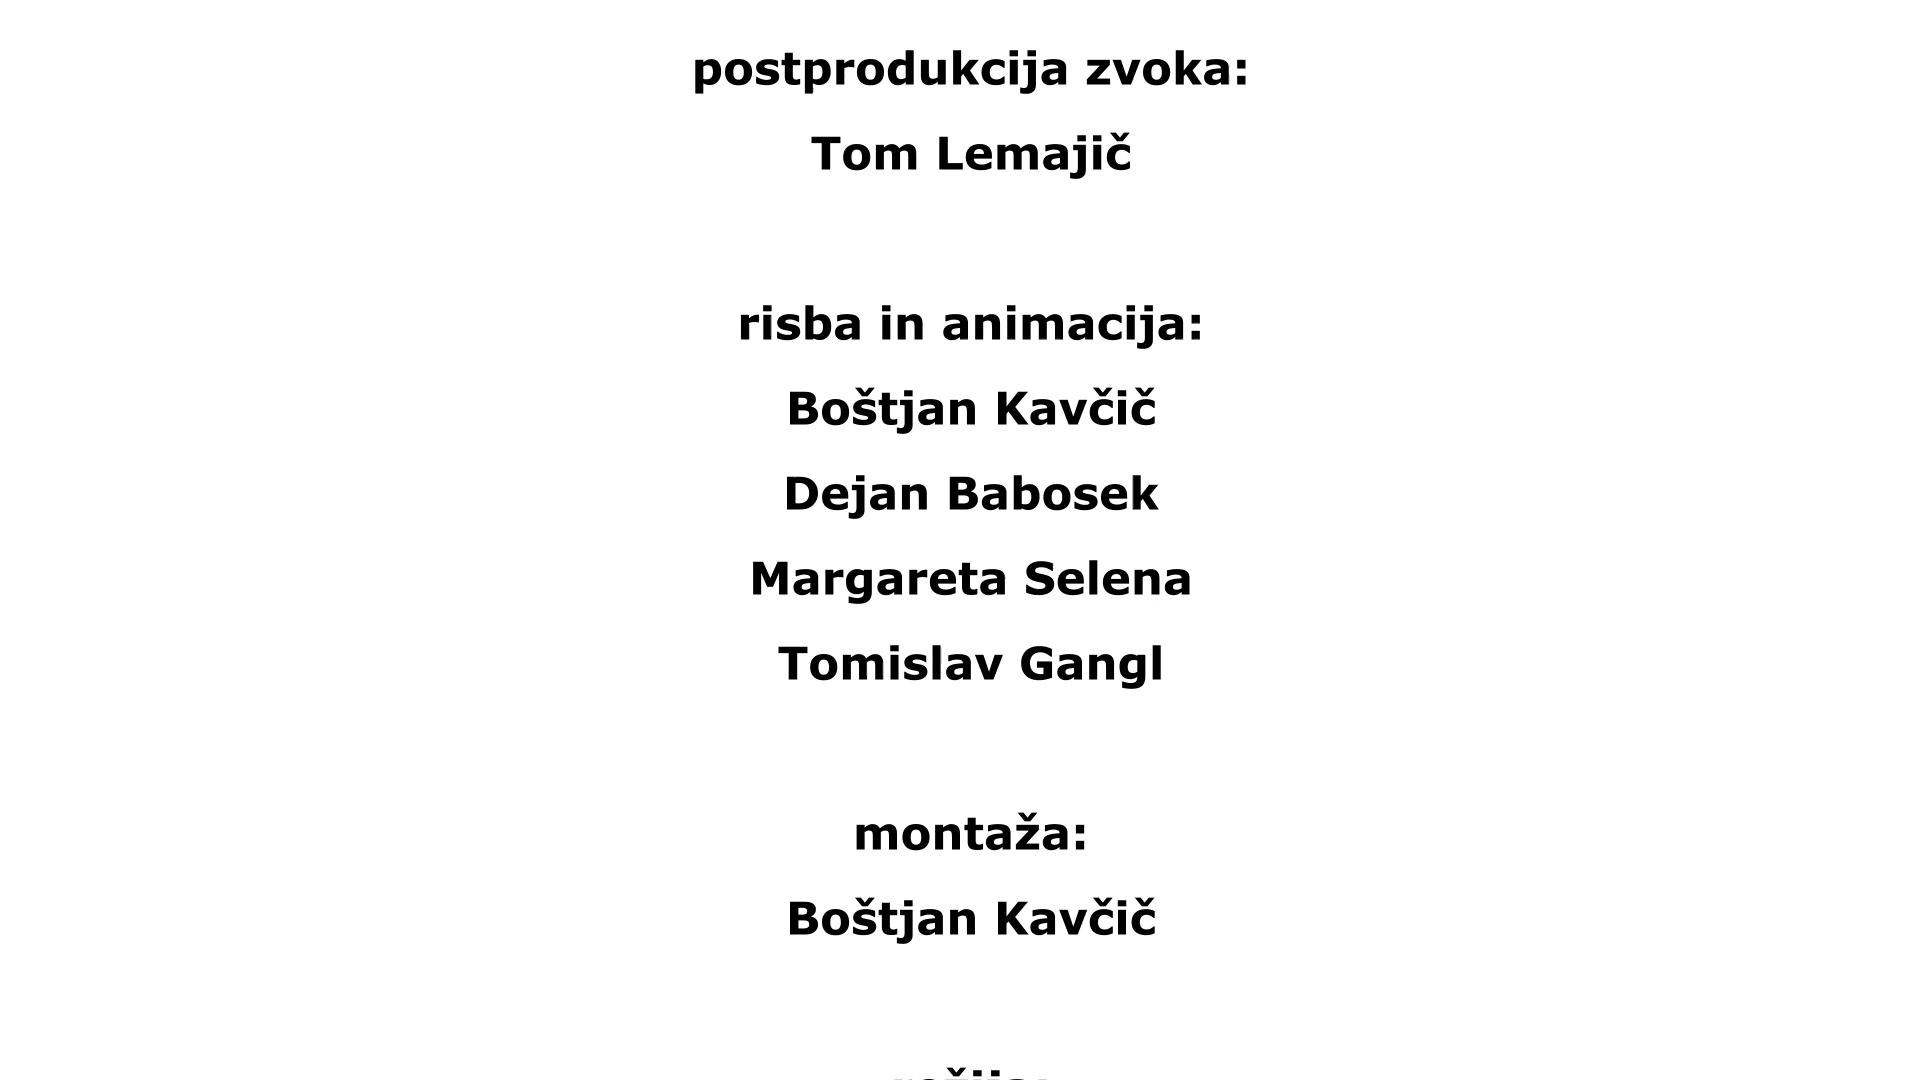 postprodukcija zvoka:
Tom Lemajič
risba in animacija:
Boštjan Kavčič
Dejan Babosek
Margareta Selena
Tomislav Gangl
montaža:
Boštjan Kavčič